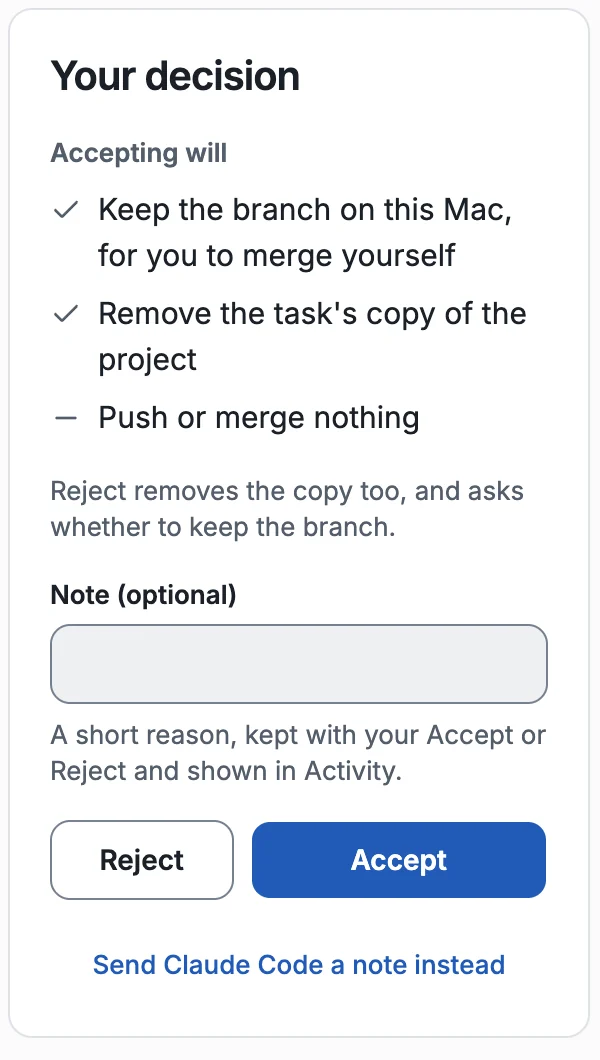 Your decision
Accepting will
Keep the branch on this Mac,
for you to merge yourself
Remove the task's copy of the
project
Push or merge nothing
Reject removes the copy too, and asks
whether to keep the branch.
Note (optional)
A short reason, kept with your Accept or
Reject and shown in Activity.
Reject
Accept
Send Claude Code a note instead